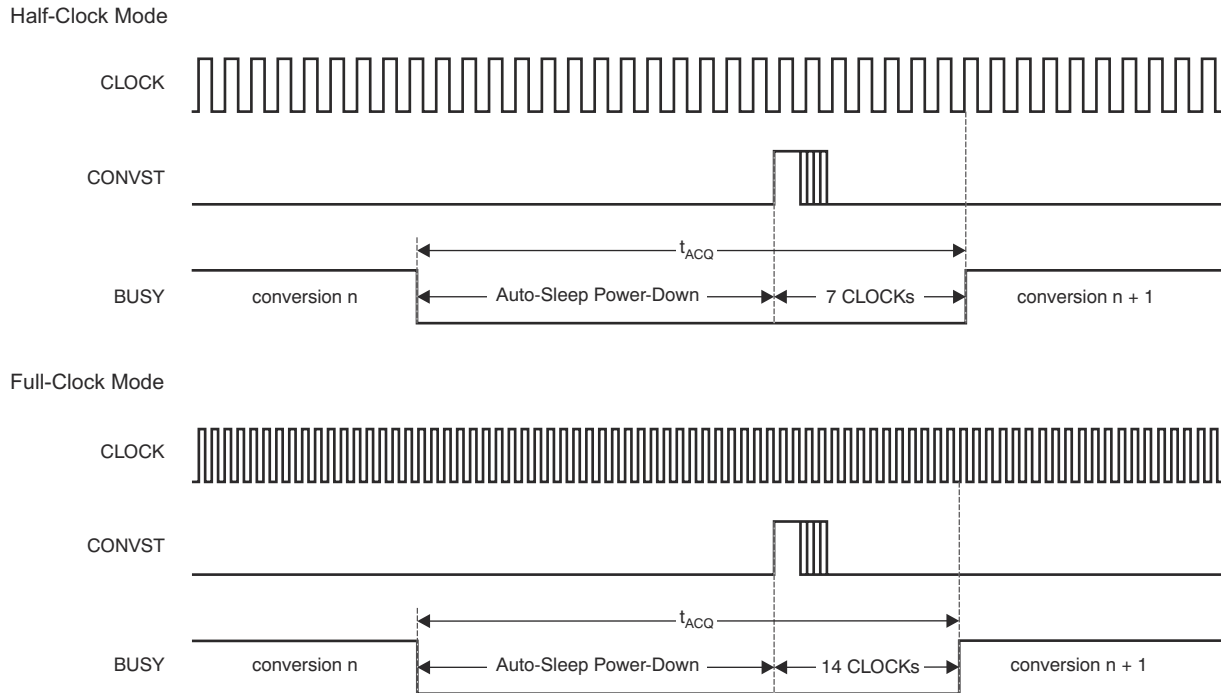 Half-Clock Mode
CLOCK
CONVST
tACQ
BUSY
conversion n
Auto-Sleep Power-Down
7 CLOCKs
conversion n + 1
Full-Clock Mode
CLOCK
CONVST
tACQ
BUSY
conversion n
Auto-Sleep Power-Down
14 CLOCKs
conversion n + 1